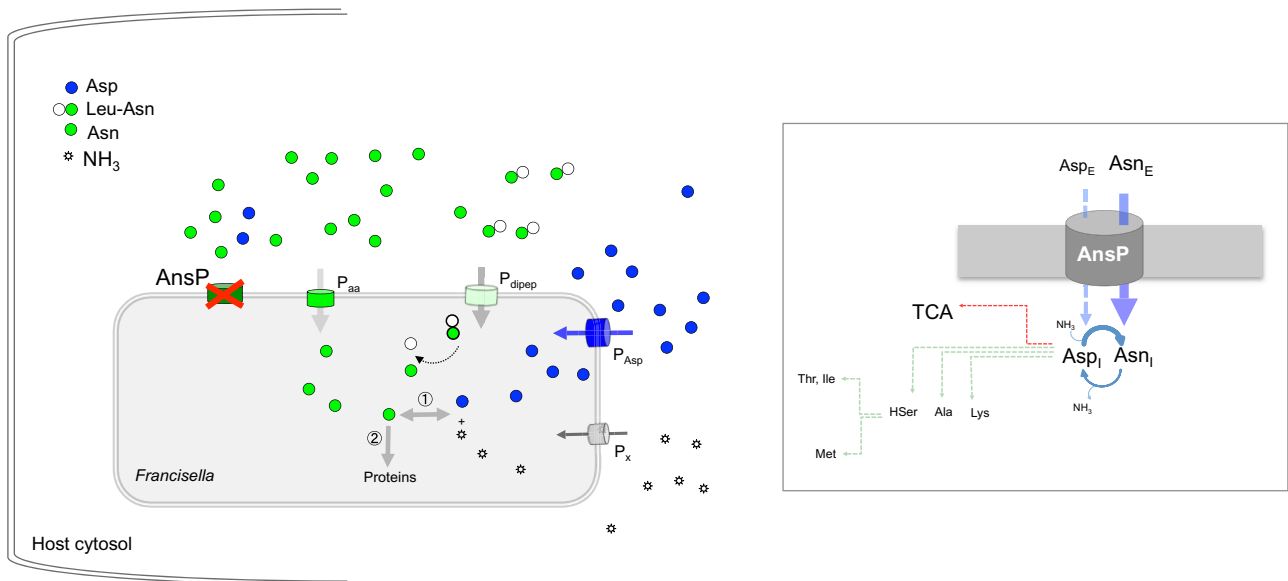 Asp
Leu-Asn
Asn
NH3
AnsP
Paa
Pdipep
PAsp
①
+
②
Px
Francisella
Proteins
Host cytosol
AspE
AsnE
AnsP
TCA
NH3
AspI
AsnI
Thr, Ile
NH3
HSer
Ala
Lys
Met